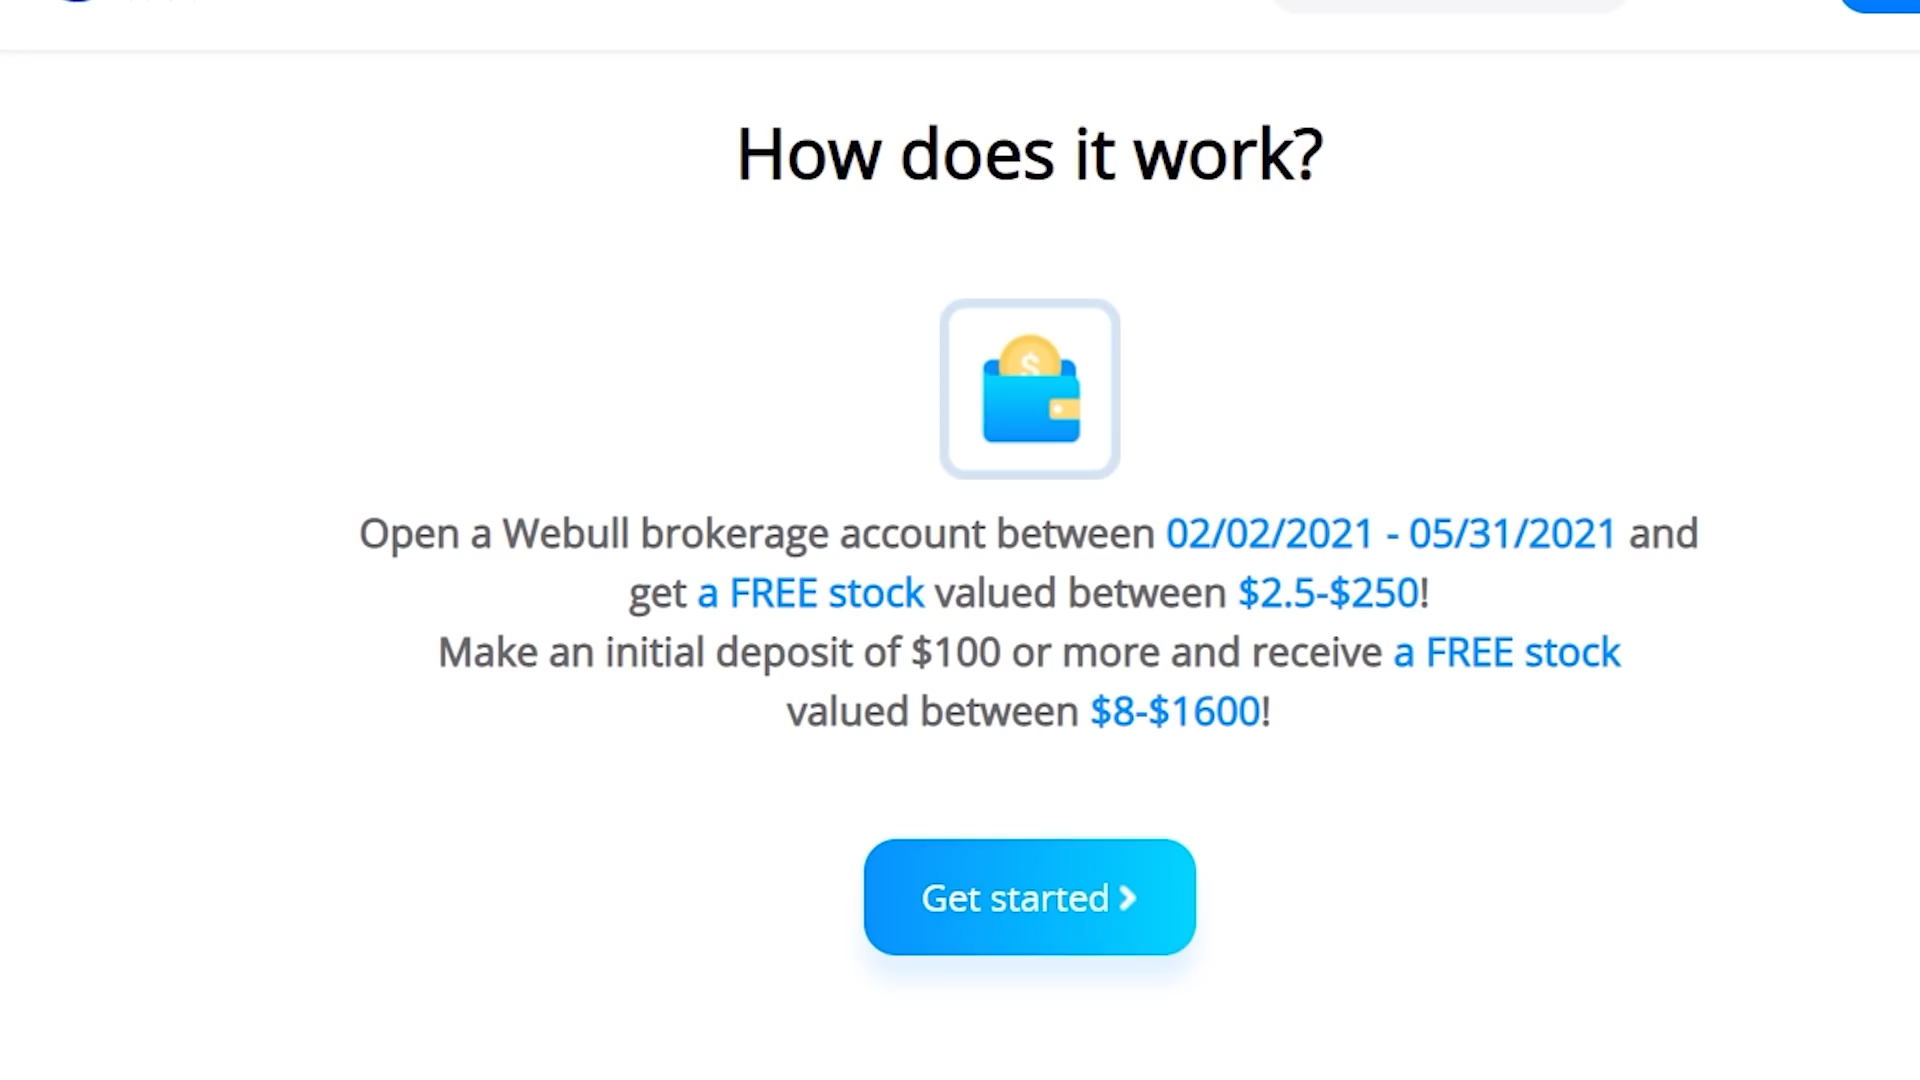 How does it work?
$
Open a Webull brokerage account between 02/02/2021 - 05/31/2021 and
get a FREE stock valued between $2.5-$250!
Make an initial deposit of $100 or more and receive a FREE stock
valued between $8-$1600!
Get started